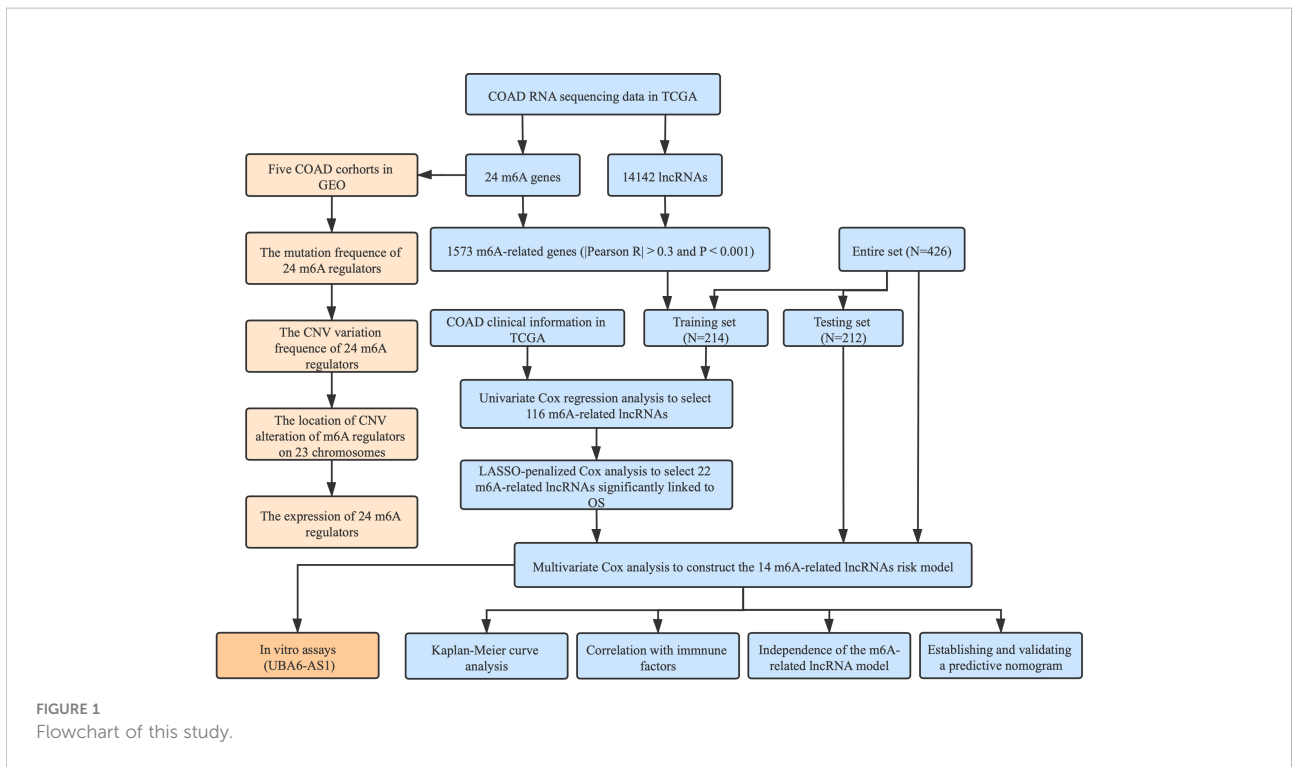 COAD RNA sequencing data in TCGA
Five COAD corhorts in
GEO
24 m6A genes
14142 lncRNAs
The mutation frequence of
24 m6A regulators
1573 m6A-related genes (|Pearson R| > 0.3 and P < 0.001)
Entire set (N=426)
The CNV variation
frequence of 24 m6A
regulators
COAD clinical information in
TCGA
Training set
(N=214)
Testing set
(N=212)
Univariate Cox regression analysis to select
116 m6A-related lncRNAs
The location of CNV
alteration of m6A regulators
on 23 chromosomes
LASSO-penalized Cox analysis to select 22
m6A-related lncRNAs significantly linked to
OS
The expression of 24 m6A
regulators
Multivariate Cox analysis to construct the 14 m6A-related lncRNAs risk model
In vitro assays
(UBA6-AS1)
Kaplan-Meier curve
analysis
Correlation with immnune
factors
Independence of the m6A-
related lncRNA model
Establishing and validating
a predictive nomogram
FIGURE 1
Flowchart of this study.